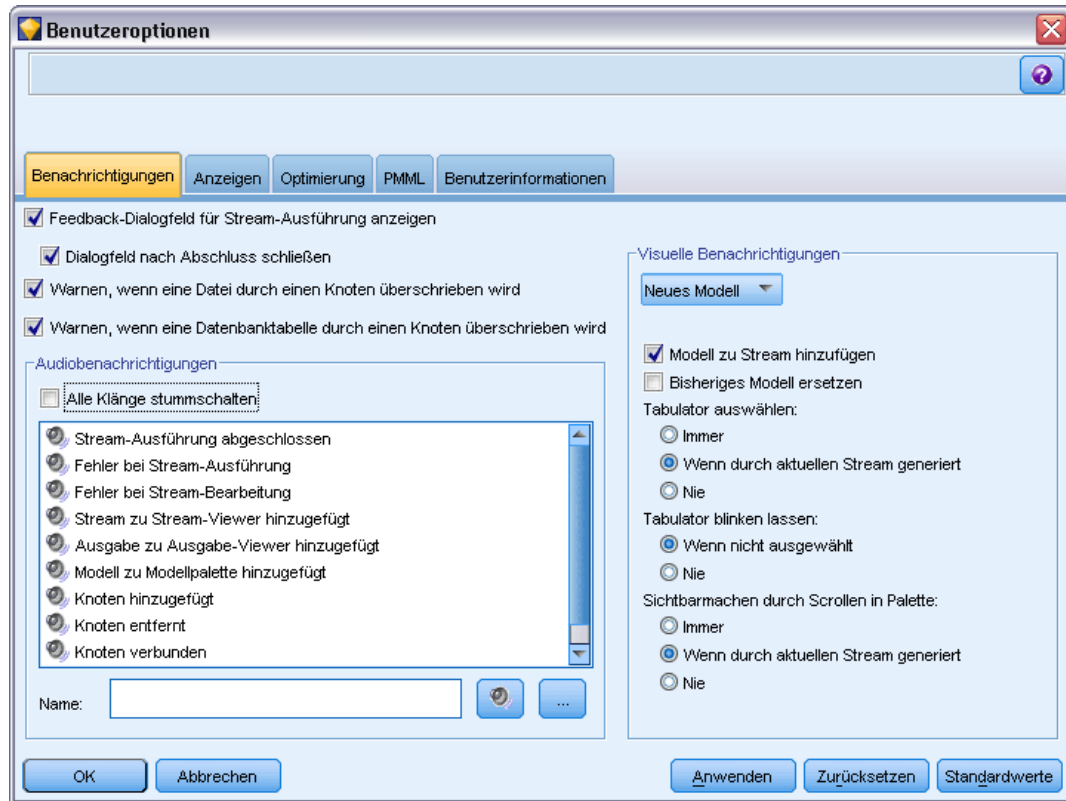 Benutzeroptionen
Benachrichtigungen
Anzeigen
Optimierung
PMML
Benutzerinformationen
Feedback-Dialogfeld für Stream-Ausführung anzeigen
Dialogfeld nach Abschluss schließen
Warnen, wenn eine Datei durch einen Knoten überschrieben wird
Warnen, wenn eine Datenbanktabelle durch einen Knoten überschrieben wird
Audiobenachrichtigungen
Alle Klänge stummschalten
Stream-Ausführung abgeschlossen
Fehler bei Stream-Ausführung
Fehler bei Stream-Bearbeitung
Stream zu Stream-Viewer hinzugefügt
Ausgabe zu Ausgabe-Viewer hinzugefügt
Modell zu Modellpalette hinzugefügt
Knoten hinzugefügt
Knoten entfernt
Knoten verbunden
Name:
...
Visuelle Benachrichtigungen
Neues Modell
Modell zu Stream hinzufügen
Bisheriges Modell ersetzen
Tabulator auswählen:
Immer
Wenn durch aktuellen Stream generiert
Nie
Tabulator blinken lassen:
Wenn nicht ausgewählt
Nie
Sichtbarmachen durch Scrollen in Palette:
Immer
Wenn durch aktuellen Stream generiert
Nie
OK
Abbrechen
Anwenden
Zurücksetzen
Standardwerte